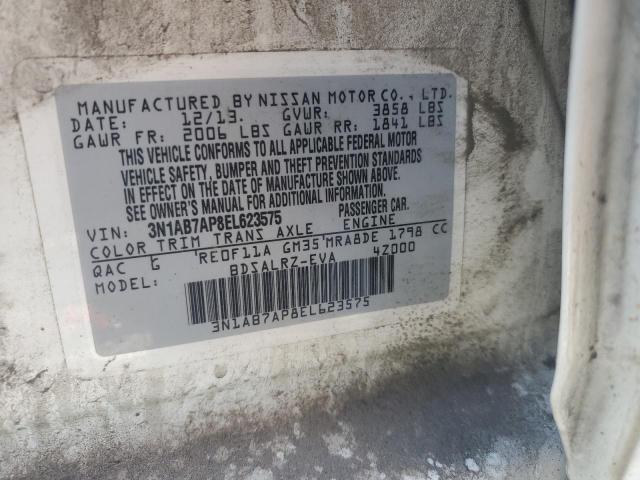 MANUFACTURED BY NISSAN MOTOR CO., LTD.
DATE: 12/13. GVWR: 3858 LBS
GAWR FR: 2006 LBS GAWR RR: 1841 LBS
THIS VEHICLE CONFORMS TO ALL APPLICABLE FEDERAL MOTOR
VEHICLE SAFETY, BUMPER AND THEFT PREVENTION STANDARDS
IN EFFECT ON THE DATE OF MANUFACTURE SHOWN ABOVE.
SEE OWNER'S MANUAL FOR ADDITIONAL INFORMATION.
VIN: 3N1AB7AP8EL623575 PASSENGER CAR.
COLOR TRIM TRANS AXLE ENGINE
QAC G RE0F11A GM35 MRA8DE 1798 CC
MODEL: BDSALRZ-EVA 4Z000
3N1AB7AP8EL623575